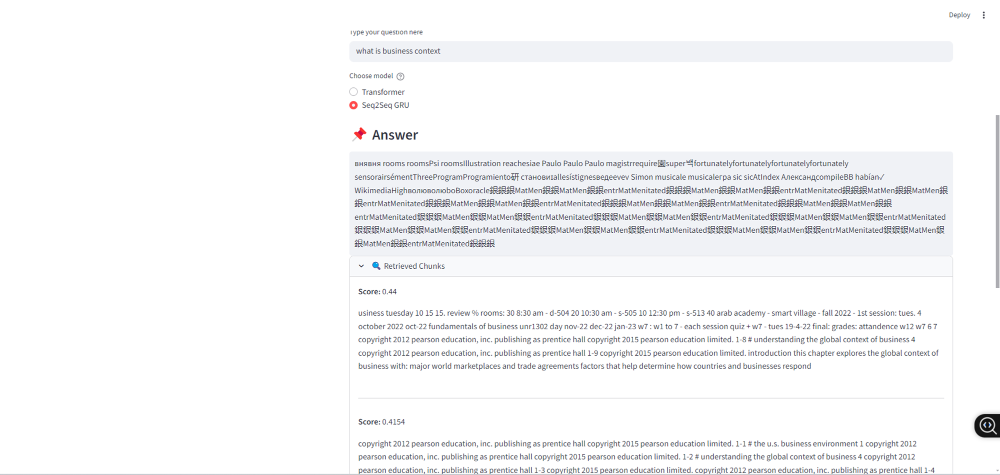 Deploy
Type your question here
what is business context
Choose model
Transformer
Seq2Seq GRU
Answer
внявня rooms roomsPsi roomsIllustration reachesiae Paulo Paulo Paulo magistrrequire園super백fortunatelyfortunatelyfortunatelyfortunately
sensorairsémentThreeProgramProgramiento研 становиɪallesístignesведеevev Simon musicale musicaleгра sic sicAtIndex АлександcompileBB habían✓
WikimediaHighволюволюboBoxoracle銀銀銀MatMen銀銀MatMen銀銀entrMatMenitated銀銀銀MatMen銀銀MatMen銀銀entrMatMenitated銀銀銀MatMen銀銀MatMen銀
銀entrMatMenitated銀銀銀MatMen銀銀MatMen銀銀entrMatMenitated銀銀銀MatMen銀銀MatMen銀銀entrMatMenitated銀銀銀MatMen銀銀MatMen銀銀
entrMatMenitated銀銀銀MatMen銀銀MatMen銀銀entrMatMenitated銀銀銀MatMen銀銀MatMen銀銀entrMatMenitated銀銀銀MatMen銀銀MatMen銀銀entrMatMenitated
銀銀銀MatMen銀銀MatMen銀銀entrMatMenitated銀銀銀MatMen銀銀MatMen銀銀entrMatMenitated銀銀銀MatMen銀銀MatMen銀銀entrMatMenitated銀銀銀MatMen銀
銀MatMen銀銀entrMatMenitated銀銀銀
Retrieved Chunks
Score: 0.44
usiness tuesday 10 15 15. review % rooms: 30 8:30 am - d-504 20 10:30 am - s-505 10 12:30 pm - s-513 40 arab academy - smart village - fall 2022 - 1st session: tues. 4
october 2022 oct-22 fundamentals of business unr1302 day nov-22 dec-22 jan-23 w7 : w1 to 7 - each session quiz + w7 - tues 19-4-22 final: grades: attandence w12 w7 6 7
copyright 2012 pearson education, inc. publishing as prentice hall copyright 2015 pearson education limited. 1-8 # understanding the global context of business 4
copyright 2012 pearson education, inc. publishing as prentice hall 1-9 copyright 2015 pearson education limited. introduction this chapter explores the global context of
business with: major world marketplaces and trade agreements factors that help determine how countries and businesses respond
Score: 0.4154
copyright 2012 pearson education, inc. publishing as prentice hall copyright 2015 pearson education limited. 1-1 # the u.s. business environment 1 copyright 2012
pearson education, inc. publishing as prentice hall copyright 2015 pearson education limited. 1-2 # understanding the global context of business 4 copyright 2012
pearson education, inc. publishing as prentice hall 1-3 copyright 2015 pearson education limited. copyright 2012 pearson education, inc. publishing as prentice hall 1-4